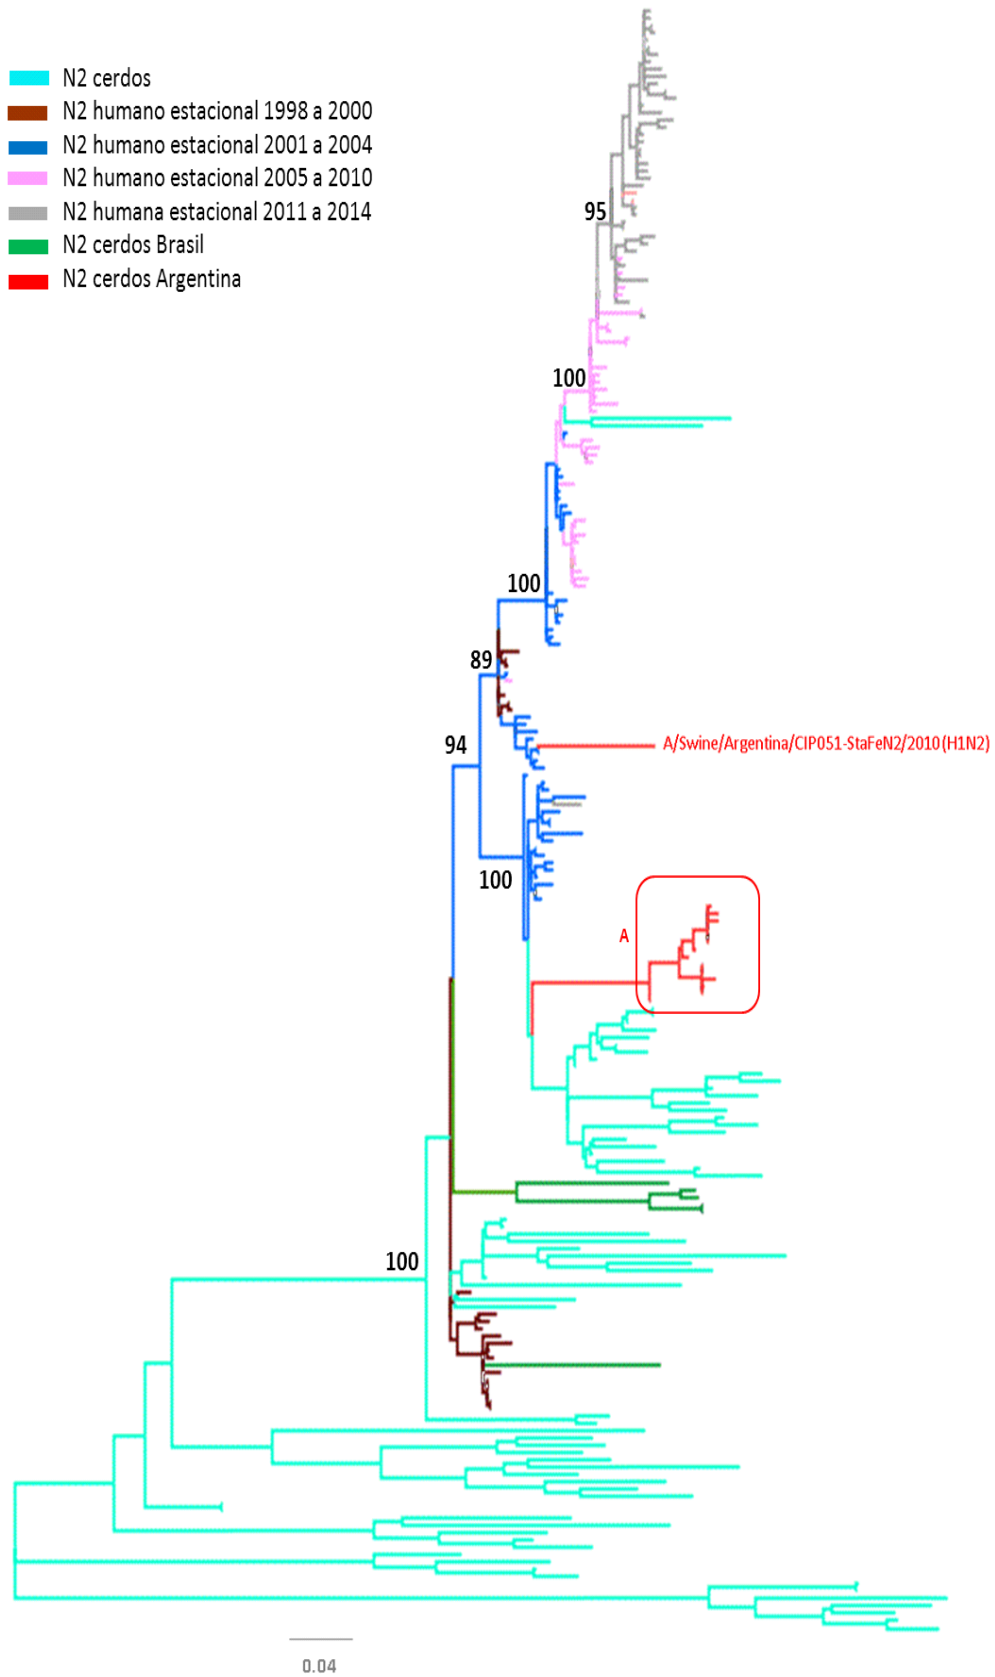 N2 cerdos
N2 humano estacional 1998 a 2000
N2 humano estacional 2001 a 2004
N2 humano estacional 2005 a 2010
N2 humana estacional 2011 a 2014
N2 cerdos Brasil
N2 cerdos Argentina
95
100
100
89
94
A/Swine/Argentina/CIP051-StaFeN2/2010(H1N2)
100
A
100
0.04